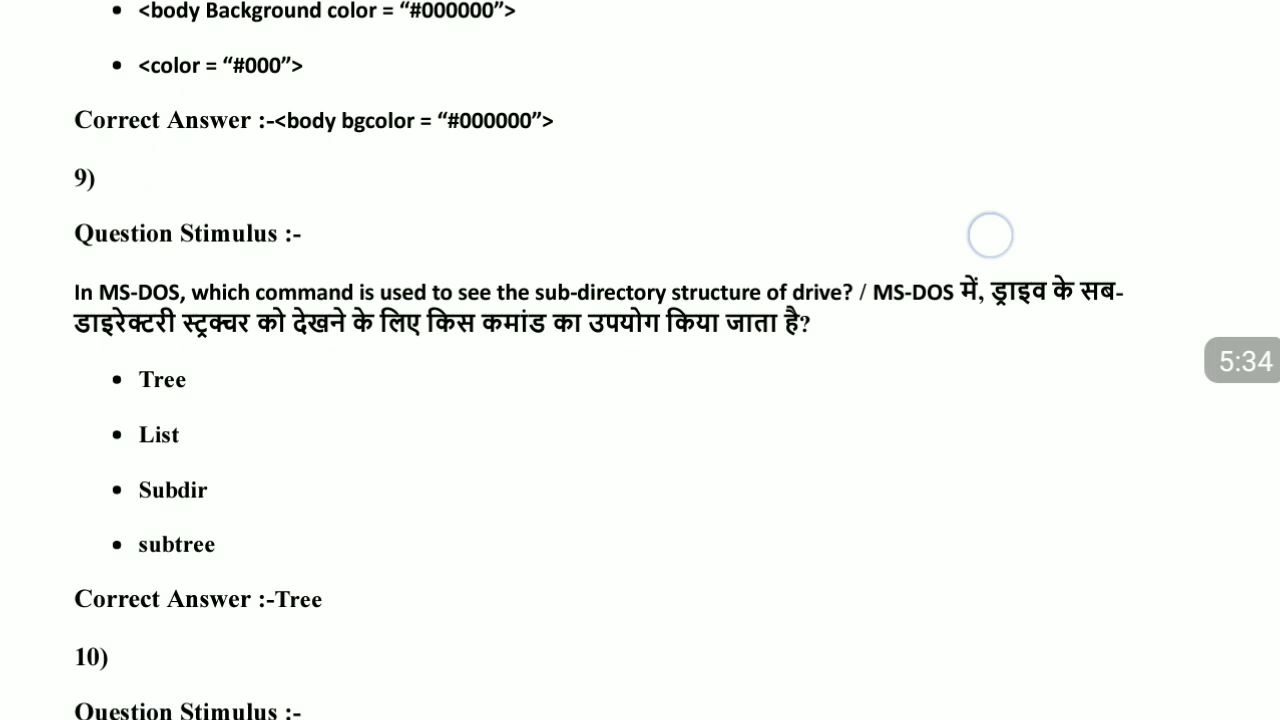 • <body Background color = “#000000”>
• <color = “#000”>
Correct Answer :-<body bgcolor = “#000000”>
9)
Question Stimulus :-
In MS-DOS, which command is used to see the sub-directory structure of drive? / MS-DOS में, ड्राइव के सब-
डाइरेक्टरी स्ट्रक्चर को देखने के लिए किस कमांड का उपयोग किया जाता है?
5:34
• Tree
• List
• Subdir
• subtree
Correct Answer :-Tree
10)
Question Stimulus :-